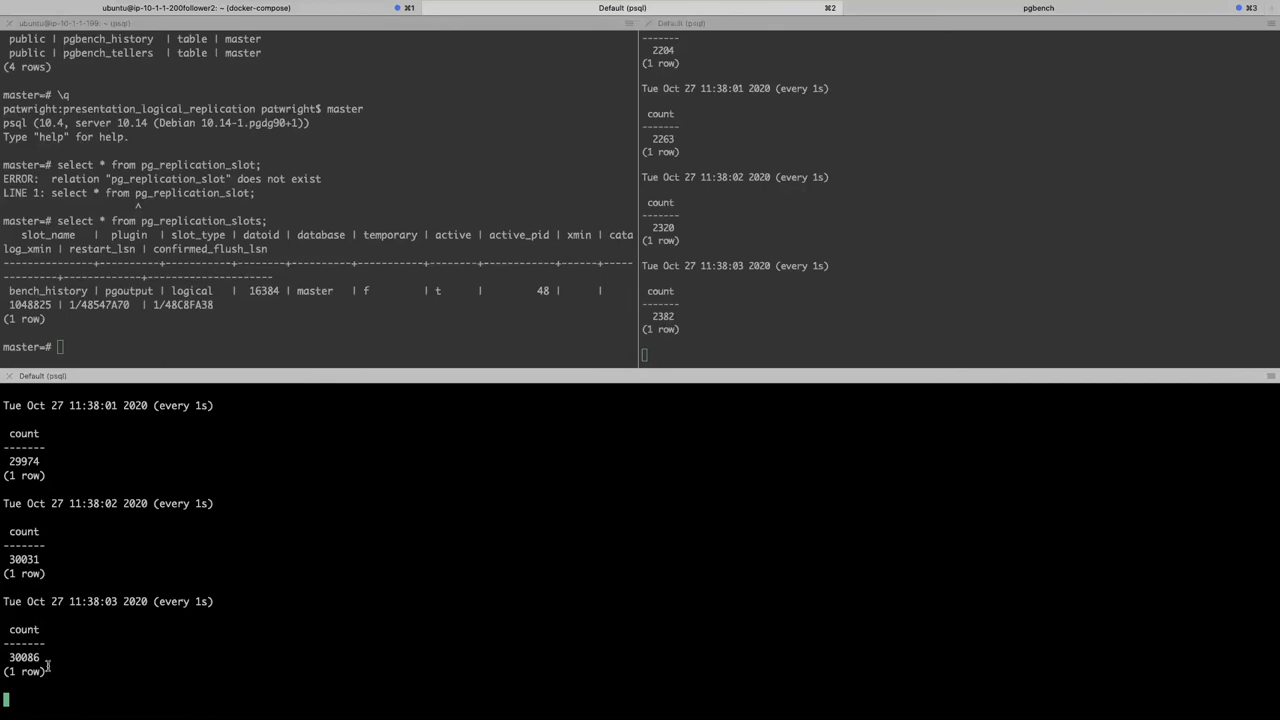 ubuntu@ip-10-1-1-200follower2: ~ (docker-compose) ⌘1 Default (psql) ⌘2 pgbench ⌘3
ubuntu@ip-10-1-1-100: ~ (psql)
public | pgbench_history | table | master
public | pgbench_tellers | table | master
(4 rows)
master=# \q
patwright:presentation_logical_replication patwright$ master
psql (10.4, server 10.14 (Debian 10.14-1.pgdg90+1))
Type "help" for help.
master=# select * from pg_replication_slot;
ERROR:  relation "pg_replication_slot" does not exist
LINE 1: select * from pg_replication_slot;
^
master=# select * from pg_replication_slots;
slot_name | plugin | slot_type | datoid | database | temporary | active | active_pid | xmin | cata
log_xmin | restart_lsn | confirmed_flush_lsn
---------------+----------+-----------+--------+----------+-----------+--------+------------+------+-----
---------+-------------+---------------------
bench_history | pgoutput | logical | 16384 | master | f | t | 48 | |
1048825 | 1/48547A70 | 1/48C8FA38
(1 row)
master=#
Default (psql)
-------
2204
(1 row)
Tue Oct 27 11:38:01 2020 (every 1s)
count
-------
2263
(1 row)
Tue Oct 27 11:38:02 2020 (every 1s)
count
-------
2320
(1 row)
Tue Oct 27 11:38:03 2020 (every 1s)
count
-------
2382
(1 row)
Default (psql)
Tue Oct 27 11:38:01 2020 (every 1s)
count
-------
29974
(1 row)
Tue Oct 27 11:38:02 2020 (every 1s)
count
-------
30031
(1 row)
Tue Oct 27 11:38:03 2020 (every 1s)
count
-------
30086
(1 row)